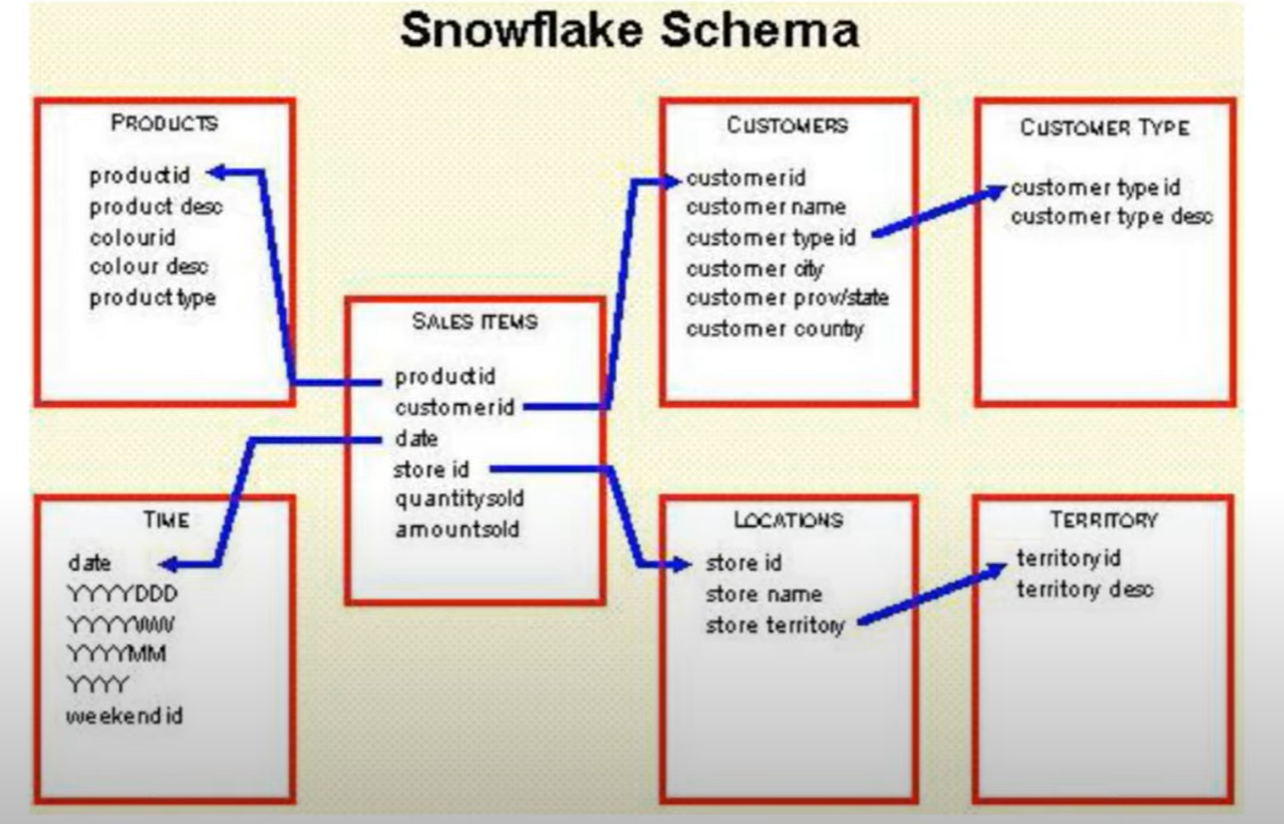 Snowflake Schema
PRODUCTS
productid
product desc
colourid
colour desc
product type
CUSTOMERS
customerid
customer name
customer type id
customer city
customer prov/state
customer country
CUSTOMER TYPE
customer type id
customer type desc
SALES ITEMS
productid
customerid
date
store id
quantitysold
amountsold
TIME
date
YYYYDDD
YYYYWW
YYYYMM
YYYY
weekend id
LOCATIONS
store id
store name
store territory
TERRITORY
territoryid
territory desc